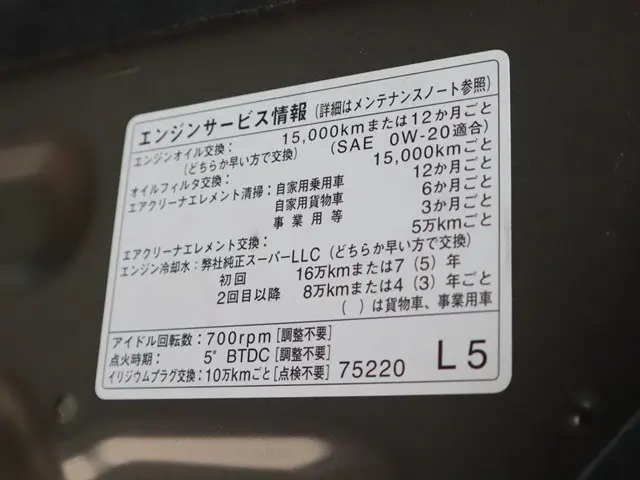 エンジンサービス情報(詳細はメンテナンスノート参照)
エンジンオイル交換: 15,000kmまたは12か月ごと
(どちらか早い方で交換) (SAE 0W-20適合)
オイルフィルタ交換: 15,000kmごと
エアクリーナエレメント清掃:自家用乗用車 12か月ごと
自家用貨物車 6か月ごと
事業用等 3か月ごと
エアクリーナエレメント交換: 5万kmごと
エンジン冷却水:弊社純正スーパーLLC(どちらか早い方で交換)
初回 16万kmまたは7(5)年
2回目以降 8万kmまたは4(3)年ごと
( )は貨物車、事業用車
アイドル回転数:700rpm[調整不要]
点火時期: 5° BTDC[調整不要]
イリジウムプラグ交換:10万kmごと[点検不要] 75220 L5